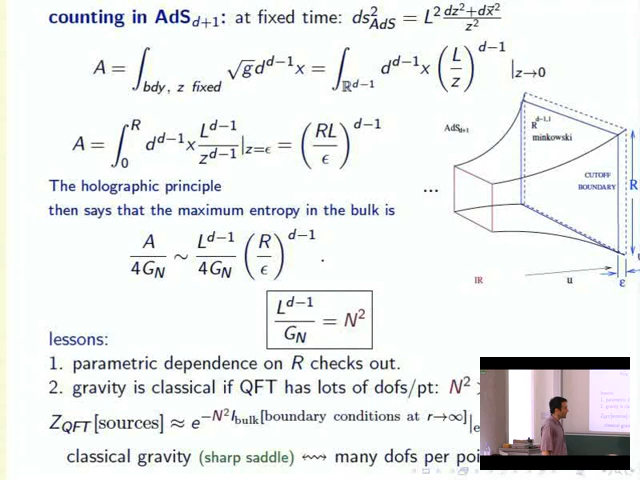 counting in AdS_{d+1}: at fixed time: ds²_{AdS} = L² (dz²+dx⃗²)/z²
A = ∫_{bdy, z fixed} √g d^{d−1}x = ∫_{ℝ^{d−1}} d^{d−1}x (L/z)^{d−1} |_{z→0}
A = ∫_0^R d^{d−1}x L^{d−1}/z^{d−1} |_{z=ϵ} = (RL/ϵ)^{d−1}
The holographic principle
then says that the maximum entropy in the bulk is
A/4G_N ∼ L^{d−1}/4G_N (R/ϵ)^{d−1}.
L^{d−1}/G_N = N²
AdS_{d+1}
R^{d−1,1}
minkowski
CUTOFF
BOUNDARY
R
...
IR
u
ε
lessons:
1. parametric dependence on R checks out.
2. gravity is classical if QFT has lots of dofs/pt: N²
Z_{QFT}[sources] ≈ e^{−N² I_{bulk}[boundary conditions at r→∞]}|_e
classical gravity (sharp saddle) ↭ many dofs per